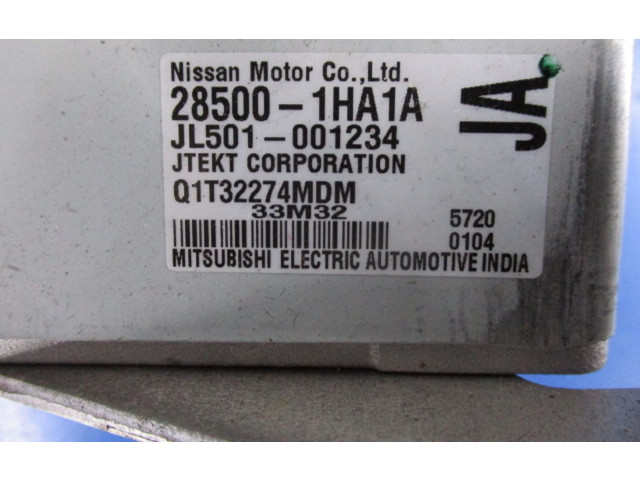 Nissan Motor Co.,Ltd.
28500-1HA1A
JL501-001234
JTEKT CORPORATION
Q1T32274MDM
33M32
5720
0104
MITSUBISHI ELECTRIC AUTOMOTIVE INDIA
JA